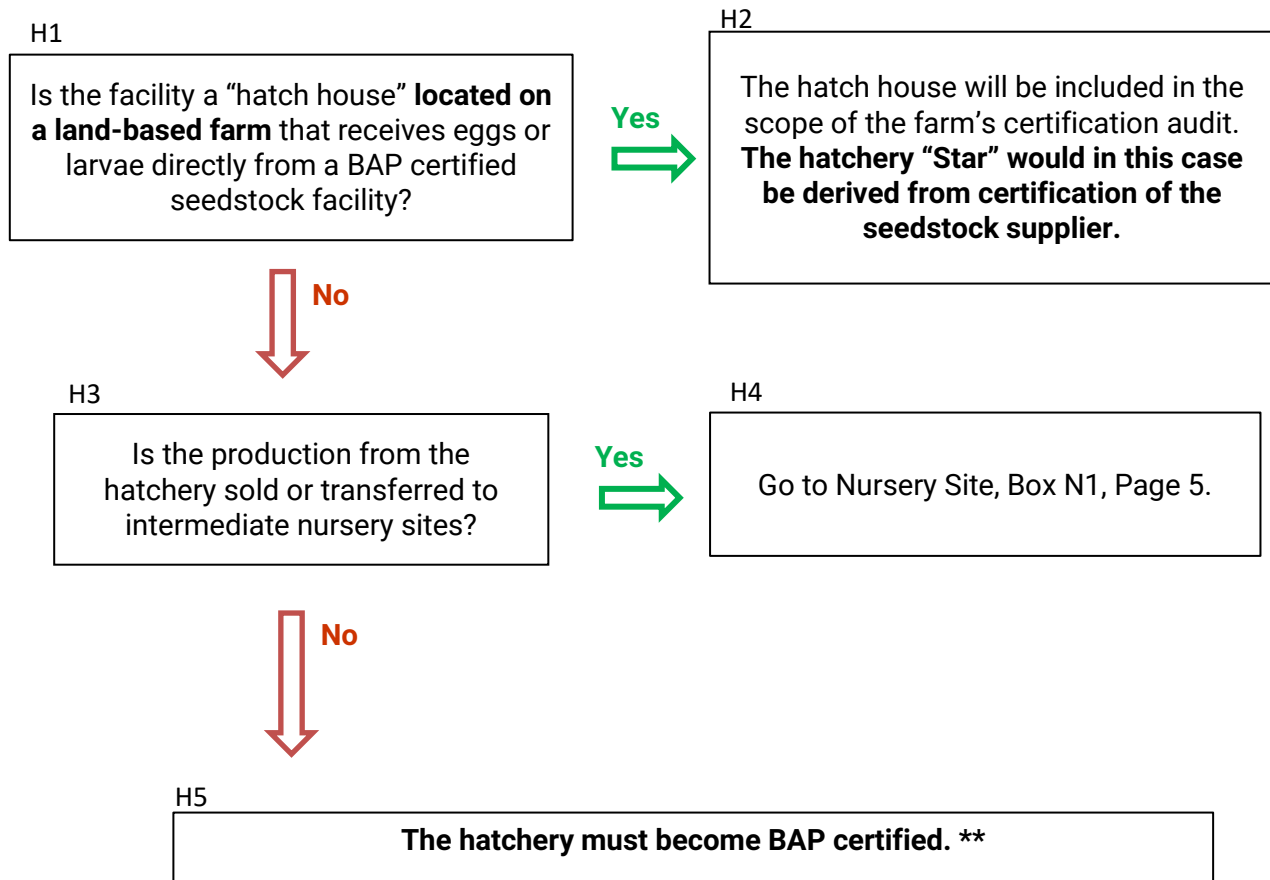 H1
Is the facility a “hatch house” located on
a land-based farm that receives eggs or
larvae directly from a BAP certified
seedstock facility?
Yes
H2
The hatch house will be included in the
scope of the farm’s certification audit.
The hatchery “Star” would in this case
be derived from certification of the
seedstock supplier.
No
H3
Is the production from the
hatchery sold or transferred to
intermediate nursery sites?
Yes
H4
Go to Nursery Site, Box N1, Page 5.
No
H5
The hatchery must become BAP certified. **